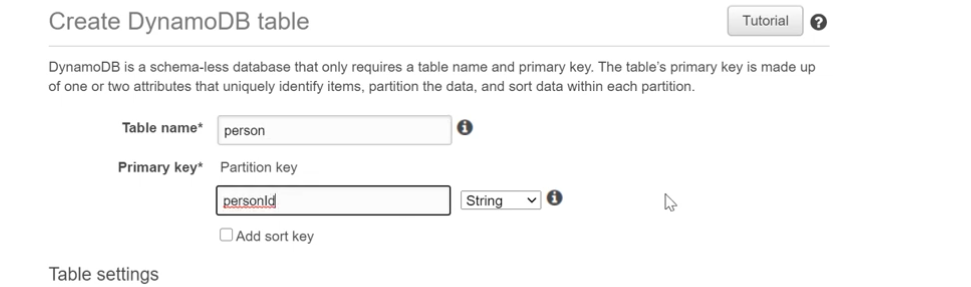 Create DynamoDB table
Tutorial
DynamoDB is a schema-less database that only requires a table name and primary key. The table's primary key is made up
of one or two attributes that uniquely identify items, partition the data, and sort data within each partition.
Table name* person
Primary key* Partition key
personId String
Add sort key
Table settings